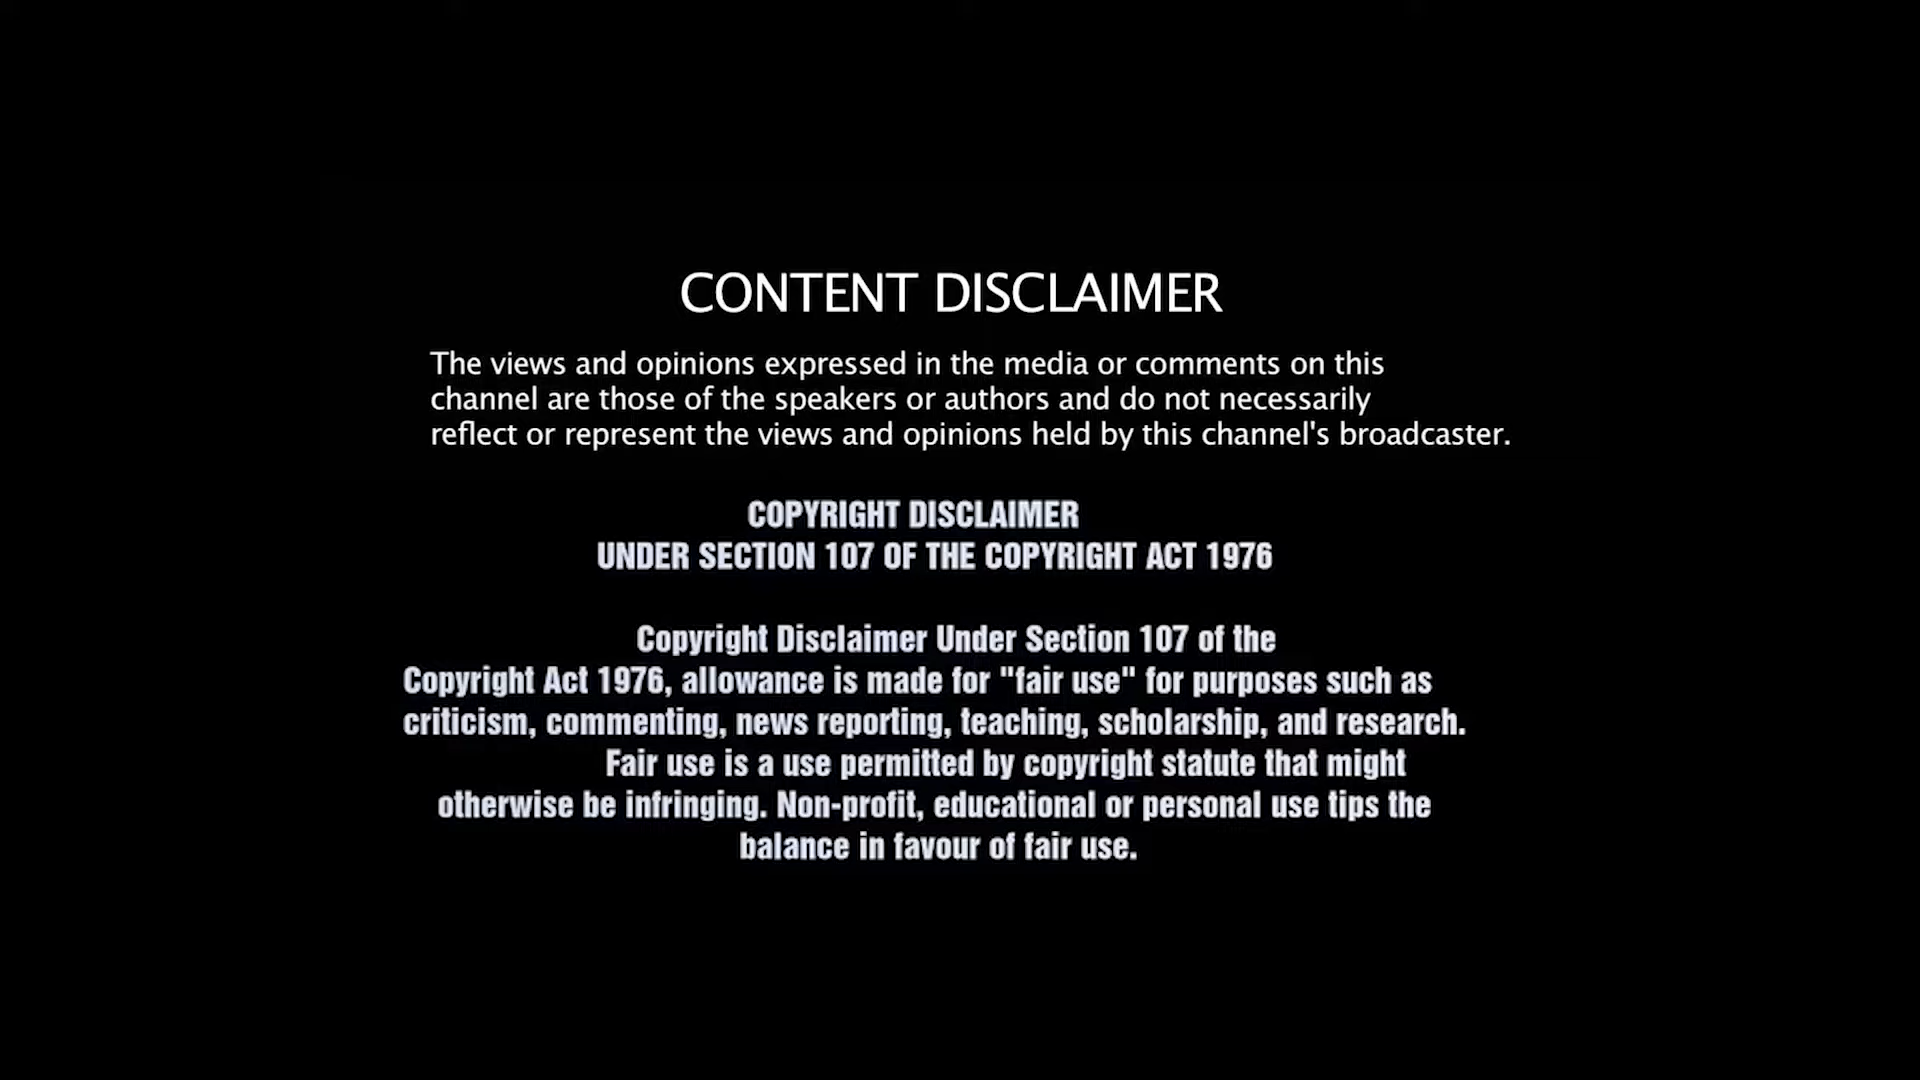 CONTENT DISCLAIMER
The views and opinions expressed in the media or comments on this
channel are those of the speakers or authors and do not necessarily
reflect or represent the views and opinions held by this channel's broadcaster.
COPYRIGHT DISCLAIMER
UNDER SECTION 107 OF THE COPYRIGHT ACT 1976
Copyright Disclaimer Under Section 107 of the
Copyright Act 1976, allowance is made for "fair use" for purposes such as
criticism, commenting, news reporting, teaching, scholarship, and research.
Fair use is a use permitted by copyright statute that might
otherwise be infringing. Non-profit, educational or personal use tips the
balance in favour of fair use.